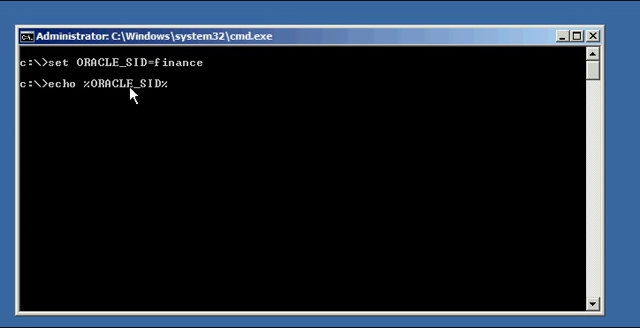 Administrator: C:\Windows\system32\cmd.exe
c:\>set ORACLE_SID=finance
c:\>echo %ORACLE_SID%